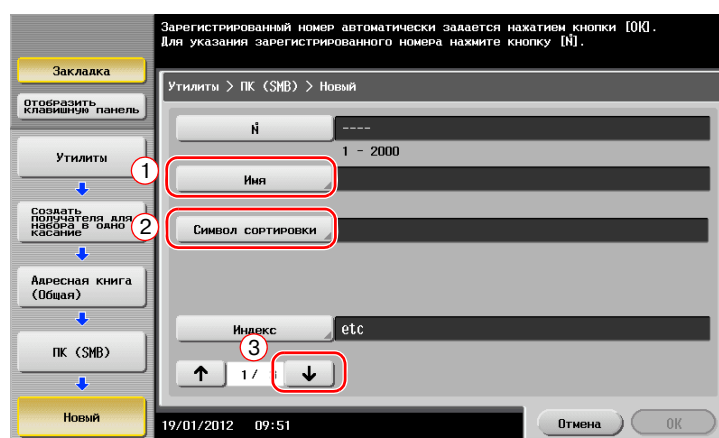 Зарегистрированный номер автоматически задается нажатием кнопки [OK].
Для указания зарегистрированного номера нажмите кнопку [№].
Закладка
Отобразить
клавишную панель
Утилиты > ПК (SMB) > Новый
№
----
1 - 2000
Утилиты
1
Имя
Создать
получателя для
набора в одно
касание
2
Символ сортировки
Адресная книга
(Общая)
Индекс
etc
3
ПК (SMB)
↑
1/
↓
Новый
19/01/2012 09:51
Отмена
OK